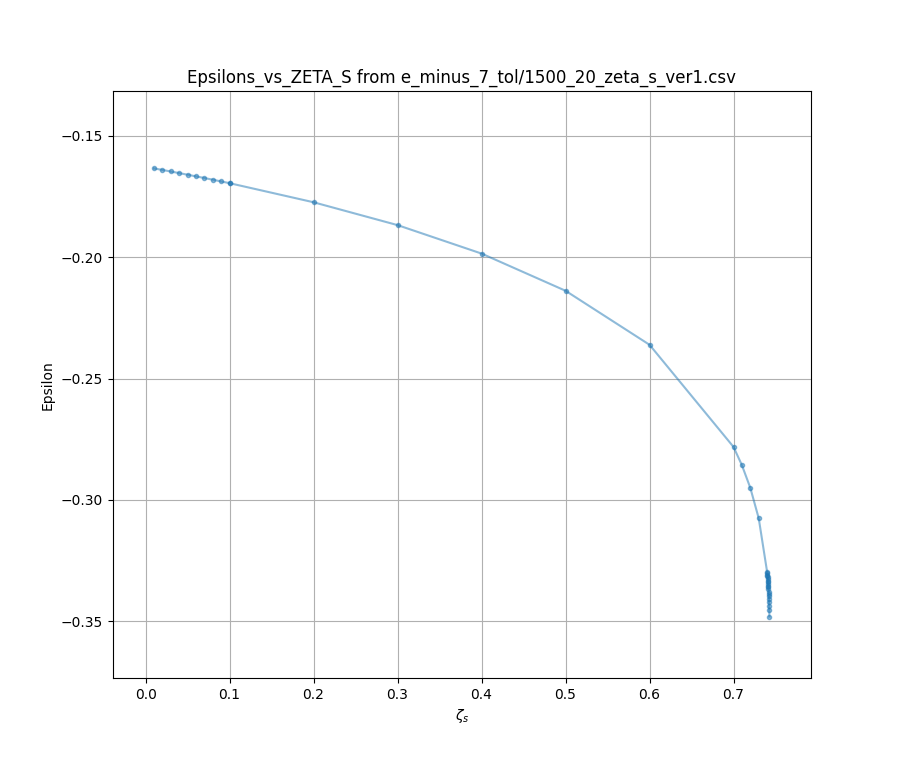 Epsilons_vs_ZETA_S from e_minus_7_tol/1500_20_zeta_s_ver1.csv
−0.15
−0.20
−0.25
−0.30
−0.35
Epsilon
0.0 0.1 0.2 0.3 0.4 0.5 0.6 0.7
ζs